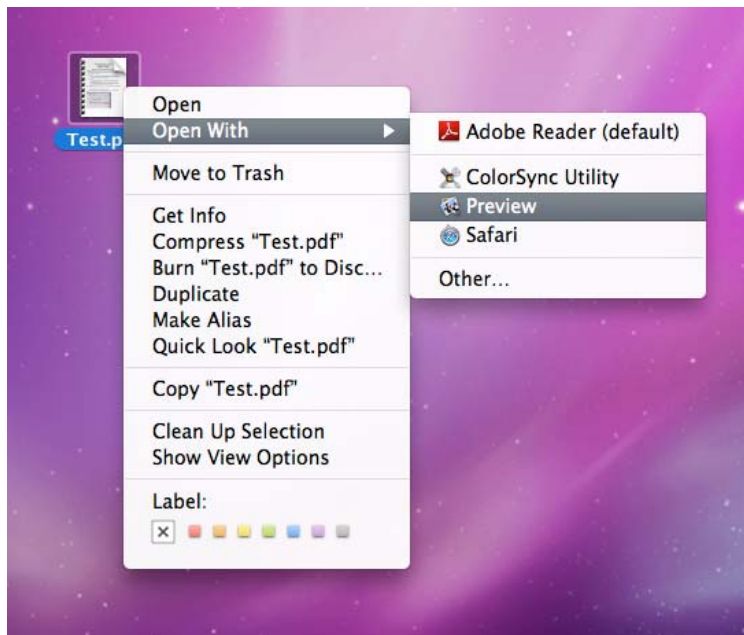 Test.p
Open
Open With
Move to Trash
Get Info
Compress “Test.pdf”
Burn “Test.pdf” to Disc...
Duplicate
Make Alias
Quick Look “Test.pdf”
Copy “Test.pdf”
Clean Up Selection
Show View Options
Label:
Adobe Reader (default)
ColorSync Utility
Preview
Safari
Other...